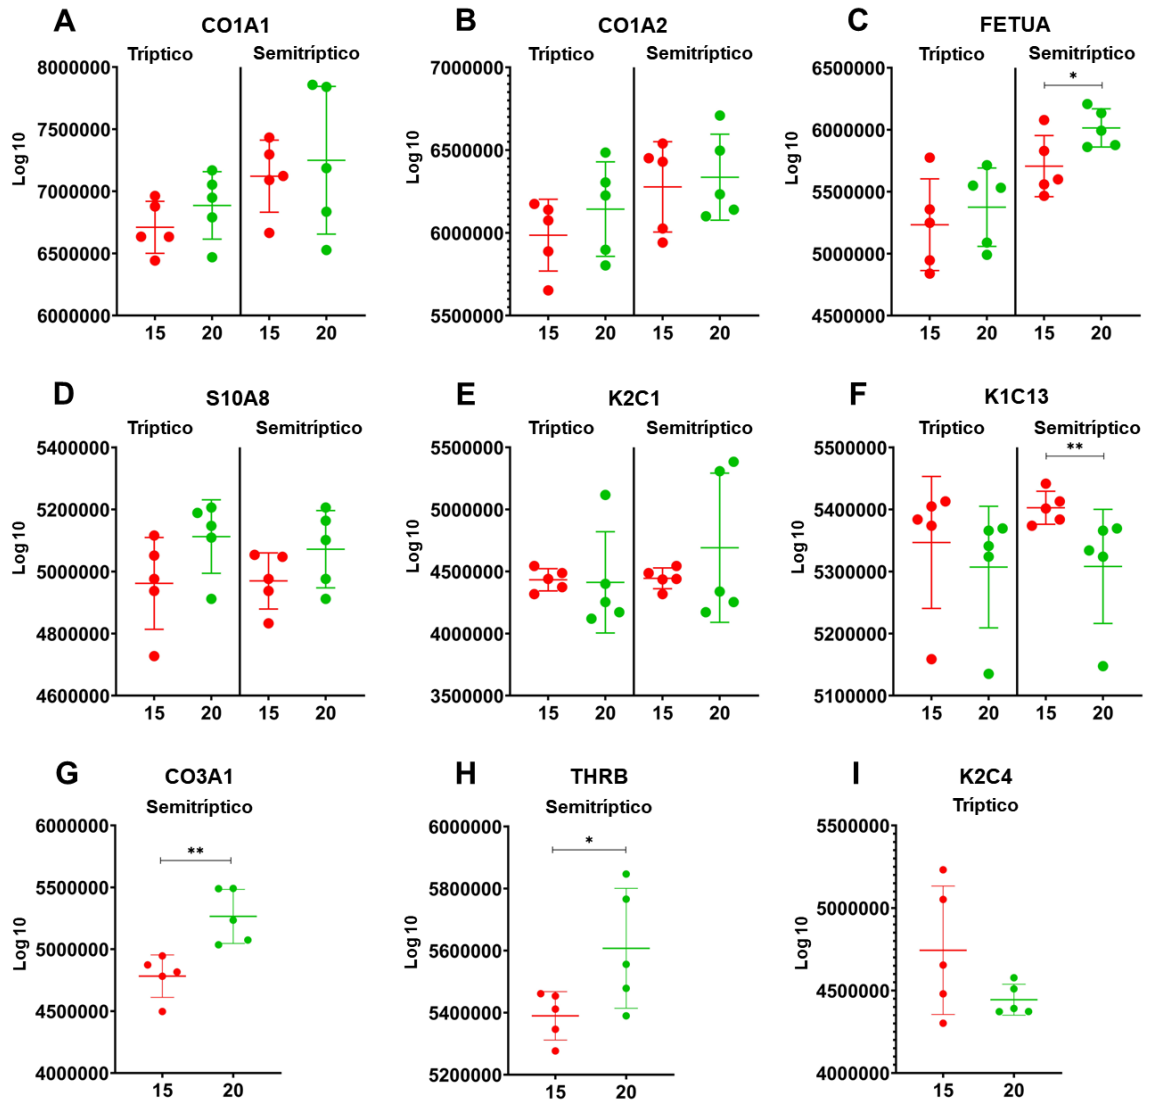 A
CO1A1
Tríptico
Semitríptico
8000000
7500000
7000000
6500000
6000000
Log10
15
20
15
20
B
CO1A2
Tríptico
Semitríptico
7000000
6500000
6000000
5500000
Log10
15
20
15
20
C
FETUA
Tríptico
Semitríptico
*
6500000
6000000
5500000
5000000
4500000
Log10
15
20
15
20
D
S10A8
Tríptico
Semitríptico
5400000
5200000
5000000
4800000
4600000
Log10
15
20
15
20
E
K2C1
Tríptico
Semitríptico
5500000
5000000
4500000
4000000
3500000
Log10
15
20
15
20
F
K1C13
Tríptico
Semitríptico
**
5500000
5400000
5300000
5200000
5100000
Log10
15
20
15
20
G
CO3A1
Semitríptico
**
6000000
5500000
5000000
4500000
4000000
Log10
15
20
H
THRB
Semitríptico
*
6000000
5800000
5600000
5400000
5200000
Log10
15
20
I
K2C4
Tríptico
5500000
5000000
4500000
4000000
Log10
15
20